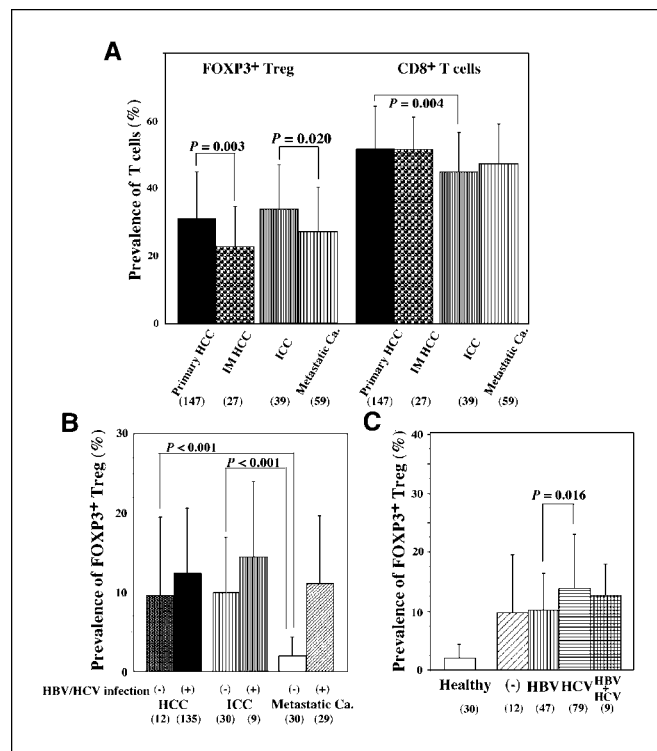 A
FOXP3+ Treg
CD8+ T cells
Prevalence of T cells (%)
60
40
20
0
P = 0.003
P = 0.020
P = 0.004
Primary HCC
IM HCC
ICC
Metastatic Ca.
Primary HCC
IM HCC
ICC
Metastatic Ca.
(147) (27) (39) (59) (147) (27) (39) (59)
B
Prevalence of FOXP3+ Treg (%)
30
20
10
0
P < 0.001
P < 0.001
HBV/HCV infection (-) (+) (-) (+) (-) (+)
HCC ICC Metastatic Ca.
(12) (135) (30) (9) (30) (29)
C
Prevalence of FOXP3+ Treg (%)
40
30
20
10
0
P = 0.016
Healthy (-) HBV HCV HBV + HCV
(30) (12) (47) (79) (9)